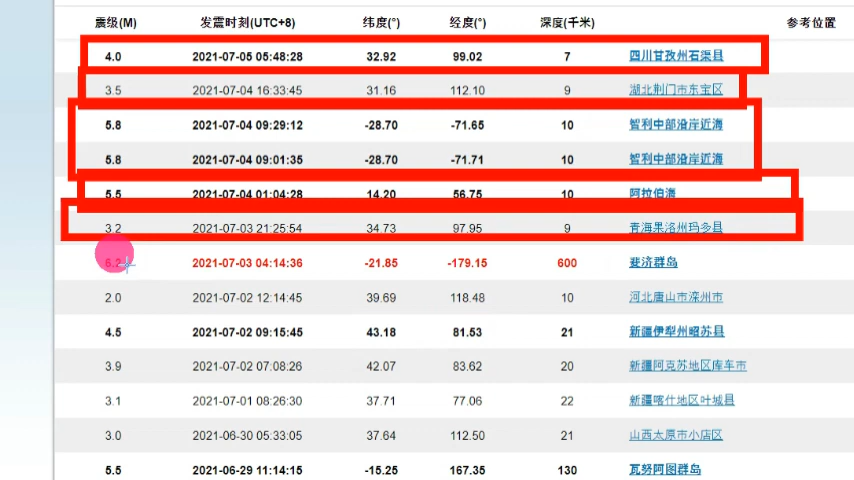 震级(M) 发震时刻(UTC+8) 纬度(°) 经度(°) 深度(千米) 参考位置
4.0 2021-07-05 05:48:28 32.92 99.02 7 四川甘孜州石渠县
3.5 2021-07-04 16:33:45 31.16 112.10 9 湖北荆门市东宝区
5.8 2021-07-04 09:29:12 -28.70 -71.65 10 智利中部沿岸近海
5.8 2021-07-04 09:01:35 -28.70 -71.71 10 智利中部沿岸近海
5.5 2021-07-04 01:04:28 14.20 56.75 10 阿拉伯海
3.2 2021-07-03 21:25:54 34.73 97.95 9 青海果洛州玛多县
6.2 2021-07-03 04:14:36 -21.85 -179.15 600 斐济群岛
2.0 2021-07-02 12:14:45 39.69 118.48 10 河北唐山市滦州市
4.5 2021-07-02 09:15:45 43.18 81.53 21 新疆伊犁州昭苏县
3.9 2021-07-02 07:08:26 42.07 83.62 20 新疆阿克苏地区库车市
3.1 2021-07-01 08:26:30 37.71 77.06 22 新疆喀什地区叶城县
3.0 2021-06-30 05:33:05 37.64 112.50 21 山西太原市小店区
5.5 2021-06-29 11:14:15 -15.25 167.35 130 瓦努阿图群岛